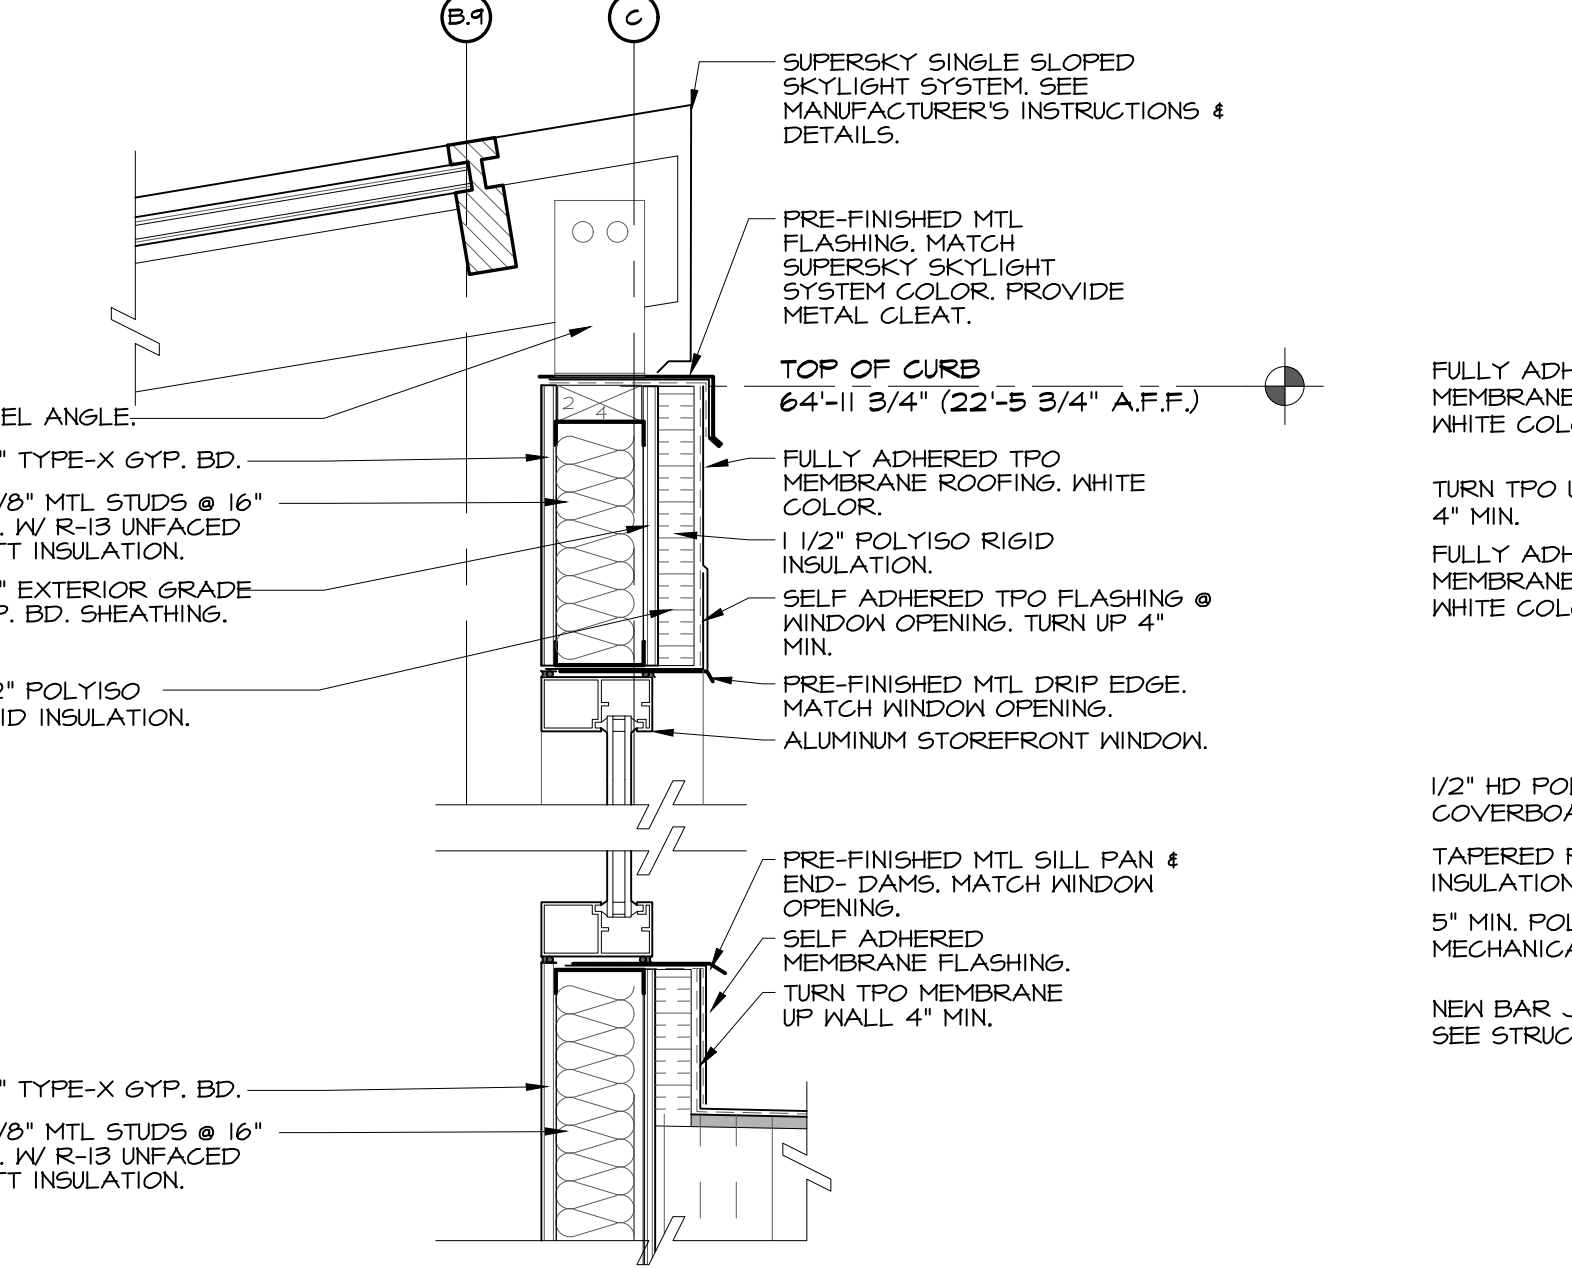 B.9
C
SUPERSKY SINGLE SLOPED
SKYLIGHT SYSTEM. SEE
MANUFACTURER'S INSTRUCTIONS &
DETAILS.
PRE-FINISHED MTL
FLASHING. MATCH
SUPERSKY SKYLIGHT
SYSTEM COLOR. PROVIDE
METAL CLEAT.
TOP OF CURB
64'-11 3/4" (22'-5 3/4" A.F.F.)
2 4
FULLY ADHERED TPO
MEMBRANE ROOFING. WHITE
COLOR.
1 1/2" POLYISO RIGID
INSULATION.
SELF ADHERED TPO FLASHING @
WINDOW OPENING. TURN UP 4"
MIN.
PRE-FINISHED MTL DRIP EDGE.
MATCH WINDOW OPENING.
ALUMINUM STOREFRONT WINDOW.
PRE-FINISHED MTL SILL PAN &
END- DAMS. MATCH WINDOW
OPENING.
SELF ADHERED
MEMBRANE FLASHING.
TURN TPO MEMBRANE
UP WALL 4" MIN.
EL ANGLE.
" TYPE-X GYP. BD.
/8" MTL STUDS @ 16"
. W/ R-13 UNFACED
TT INSULATION.
" EXTERIOR GRADE
P. BD. SHEATHING.
2" POLYISO
ID INSULATION.
" TYPE-X GYP. BD.
/8" MTL STUDS @ 16"
. W/ R-13 UNFACED
TT INSULATION.
FULLY ADH
MEMBRANE
WHITE COLO
TURN TPO U
4" MIN.
FULLY ADH
MEMBRANE
WHITE COLO
1/2" HD POL
COVERBOA
TAPERED
INSULATION
5" MIN. POL
MECHANICA
NEW BAR J
SEE STRUC